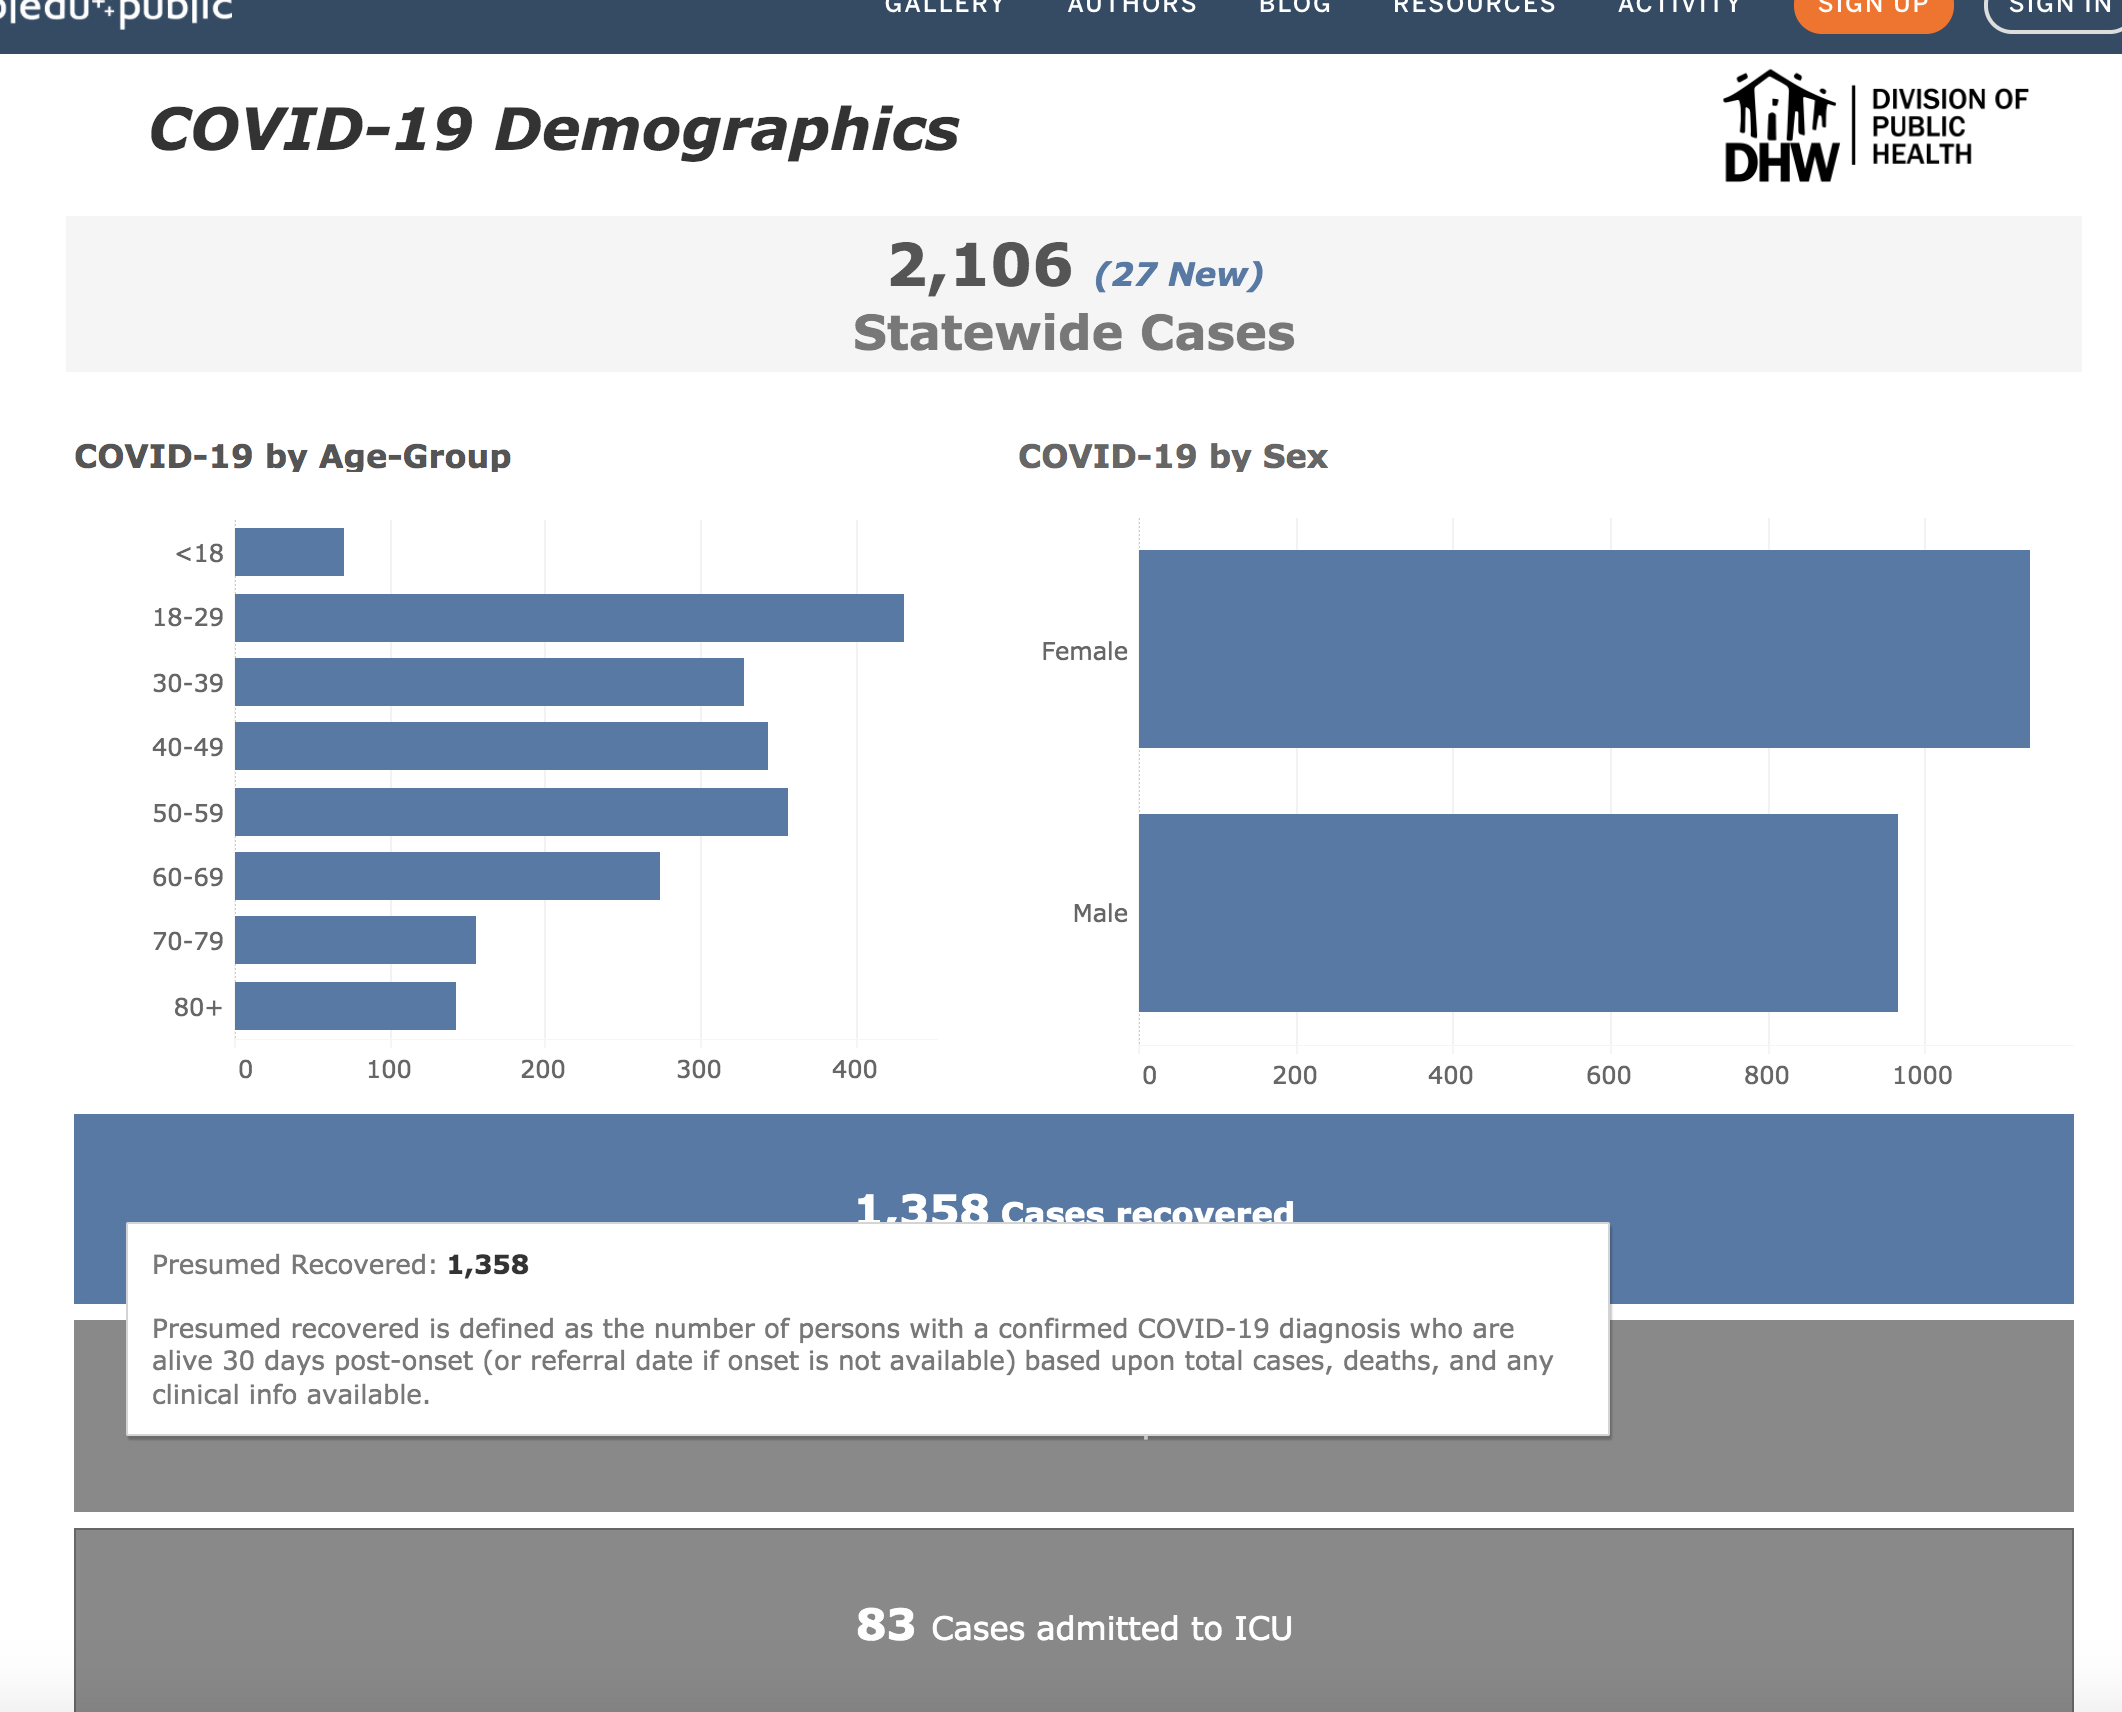 GALLERY AUTHORS BLOG RESOURCES ACTIVITY SIGN UP SIGN IN
COVID-19 Demographics
DHW
DIVISION OF
PUBLIC
HEALTH
2,106 (27 New)
Statewide Cases
COVID-19 by Age-Group
<18
18-29
30-39
40-49
50-59
60-69
70-79
80+
0 100 200 300 400
COVID-19 by Sex
Female
Male
0 200 400 600 800 1000
1,358 Cases recovered
Presumed Recovered: 1,358
Presumed recovered is defined as the number of persons with a confirmed COVID-19 diagnosis who are
alive 30 days post-onset (or referral date if onset is not available) based upon total cases, deaths, and any
clinical info available.
83 Cases admitted to ICU